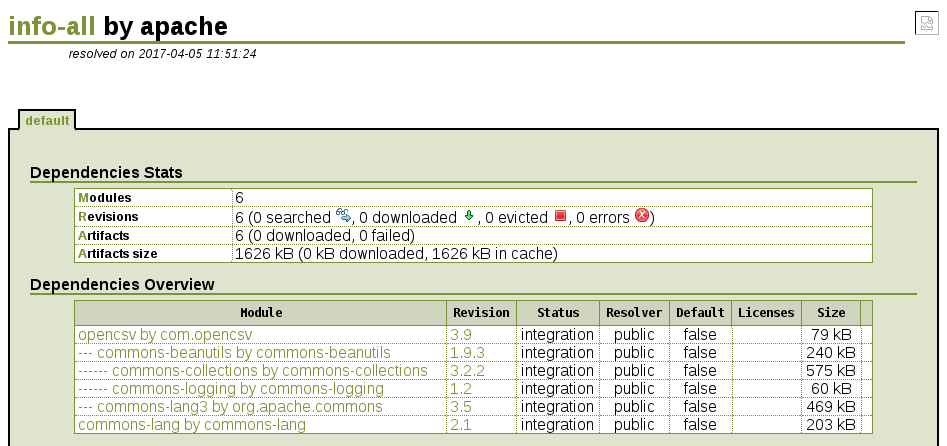 info-all by apache
resolved on 2017-04-05 11:51:24
default
Dependencies Stats
Modules 6
Revisions 6 (0 searched , 0 downloaded , 0 evicted , 0 errors )
Artifacts 6 (0 downloaded, 0 failed)
Artifacts size 1626 kB (0 kB downloaded, 1626 kB in cache)
Dependencies Overview
Module Revision Status Resolver Default Licenses Size
opencsv by com.opencsv 3.9 integration public false 79 kB
--- commons-beanutils by commons-beanutils 1.9.3 integration public false 240 kB
------ commons-collections by commons-collections 3.2.2 integration public false 575 kB
------ commons-logging by commons-logging 1.2 integration public false 60 kB
--- commons-lang3 by org.apache.commons 3.5 integration public false 469 kB
commons-lang by commons-lang 2.1 integration public false 203 kB